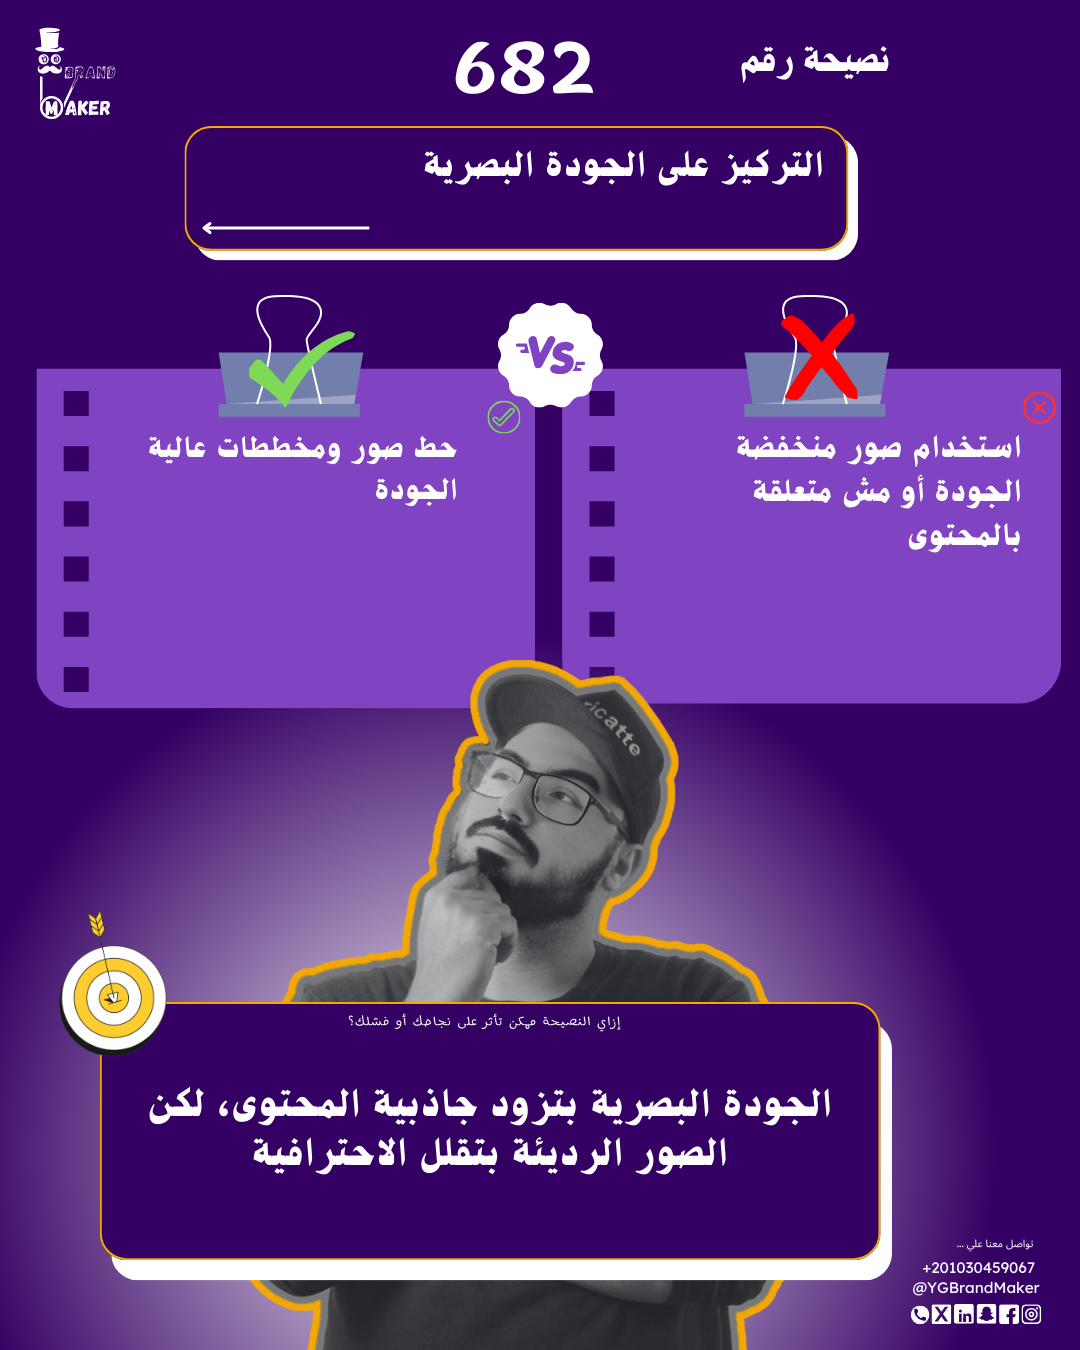 نصيحة رقم
682
BRAND
MAKER
التركيز على الجودة البصرية
VS
استخدام صور منخفضة
الجودة أو مش متعلقة
بالمحتوى
حط صور ومخططات عالية
الجودة
icatte
إزاي النصيحة ممكن تأثر على نجاحك أو فشلك؟
الجودة البصرية بتزود جاذبية المحتوى، لكن
الصور الرديئة بتقلل الاحترافية
تواصل معنا علي ...
+201030459067
@YGBrandMaker